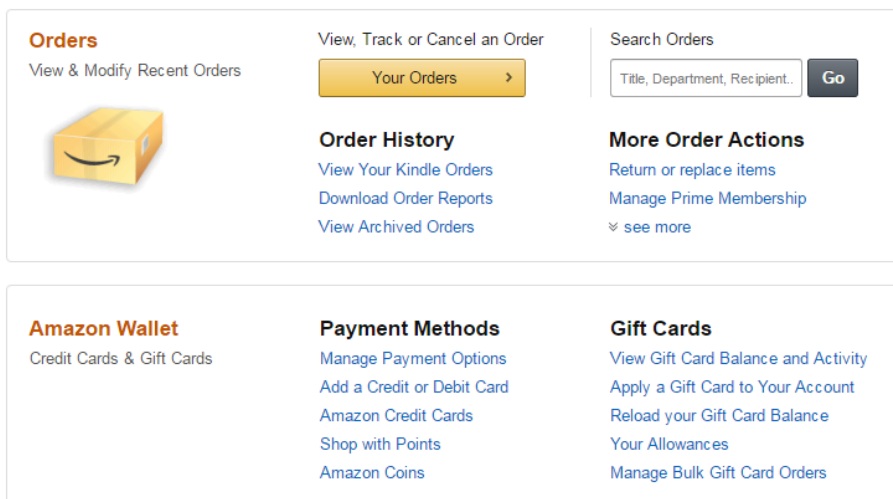 Orders
View & Modify Recent Orders
View, Track or Cancel an Order
Your Orders
Search Orders
Title, Department, Recipient..
Go
Order History
View Your Kindle Orders
Download Order Reports
View Archived Orders
More Order Actions
Return or replace items
Manage Prime Membership
see more
Amazon Wallet
Credit Cards & Gift Cards
Payment Methods
Manage Payment Options
Add a Credit or Debit Card
Amazon Credit Cards
Shop with Points
Amazon Coins
Gift Cards
View Gift Card Balance and Activity
Apply a Gift Card to Your Account
Reload your Gift Card Balance
Your Allowances
Manage Bulk Gift Card Orders